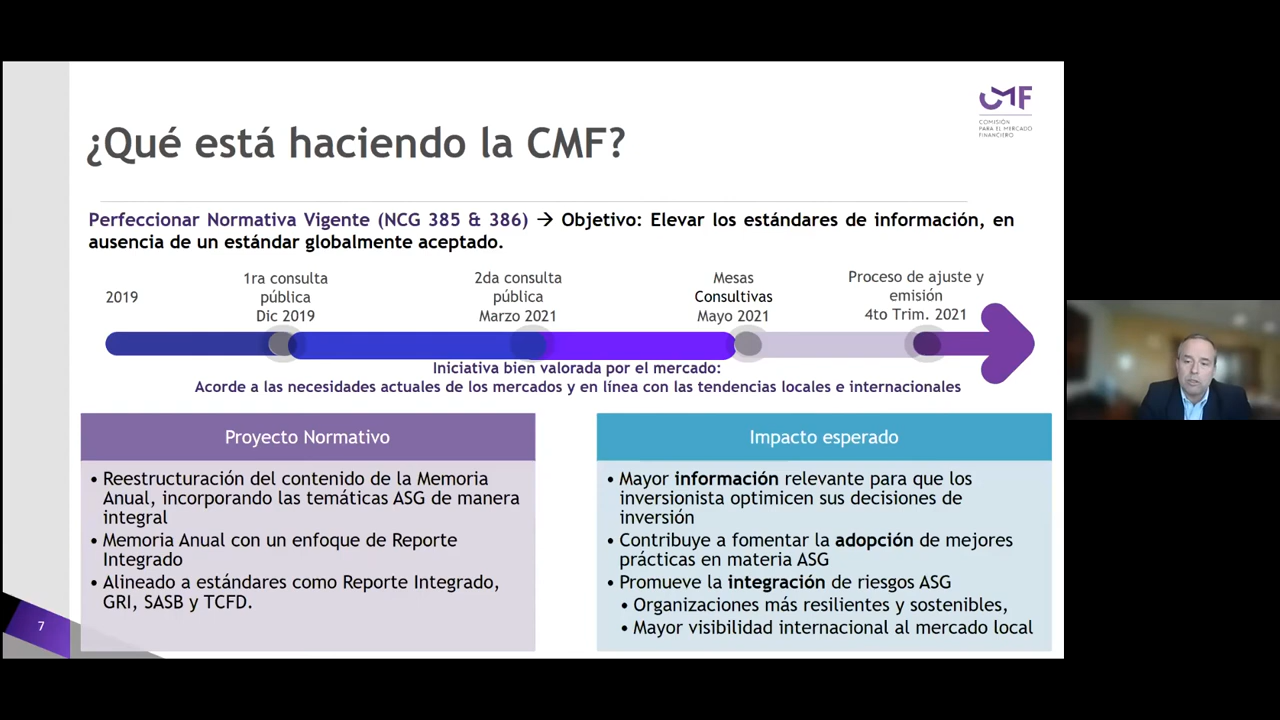 CMF
COMISIÓN
PARA EL MERCADO
FINANCIERO
¿Qué está haciendo la CMF?
Perfeccionar Normativa Vigente (NCG 385 & 386) → Objetivo: Elevar los estándares de información, en
ausencia de un estándar globalmente aceptado.
2019
1ra consulta
pública
Dic 2019
2da consulta
pública
Marzo 2021
Mesas
Consultivas
Mayo 2021
Proceso de ajuste y
emisión
4to Trim. 2021
Iniciativa bien valorada por el mercado:
Acorde a las necesidades actuales de los mercados y en línea con las tendencias locales e internacionales
Proyecto Normativo
• Reestructuración del contenido de la Memoria
Anual, incorporando las temáticas ASG de manera
integral
• Memoria Anual con un enfoque de Reporte
Integrado
• Alineado a estándares como Reporte Integrado,
GRI, SASB y TCFD.
Impacto esperado
• Mayor información relevante para que los
inversionista optimicen sus decisiones de
inversión
• Contribuye a fomentar la adopción de mejores
prácticas en materia ASG
• Promueve la integración de riesgos ASG
• Organizaciones más resilientes y sostenibles,
• Mayor visibilidad internacional al mercado local
7